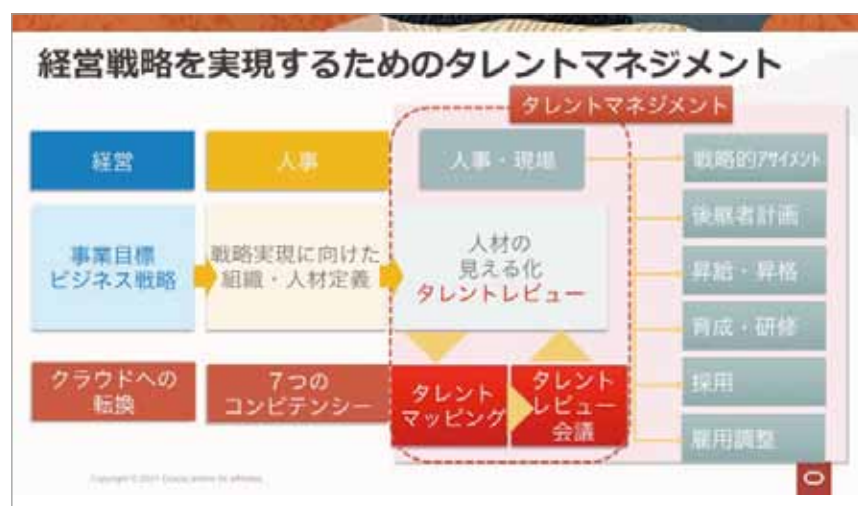 経営戦略を実現するためのタレントマネジメント
タレントマネジメント
経営
人事
人事・現場
戦略的アサイメント
事業目標
ビジネス戦略
戦略実現に向けた
組織・人材定義
人材の
見える化
タレントレビュー
後継者計画
昇給・昇格
育成・研修
クラウドへの
転換
7つの
コンピテンシー
タレント
マッピング
タレント
レビュー
会議
採用
雇用調整